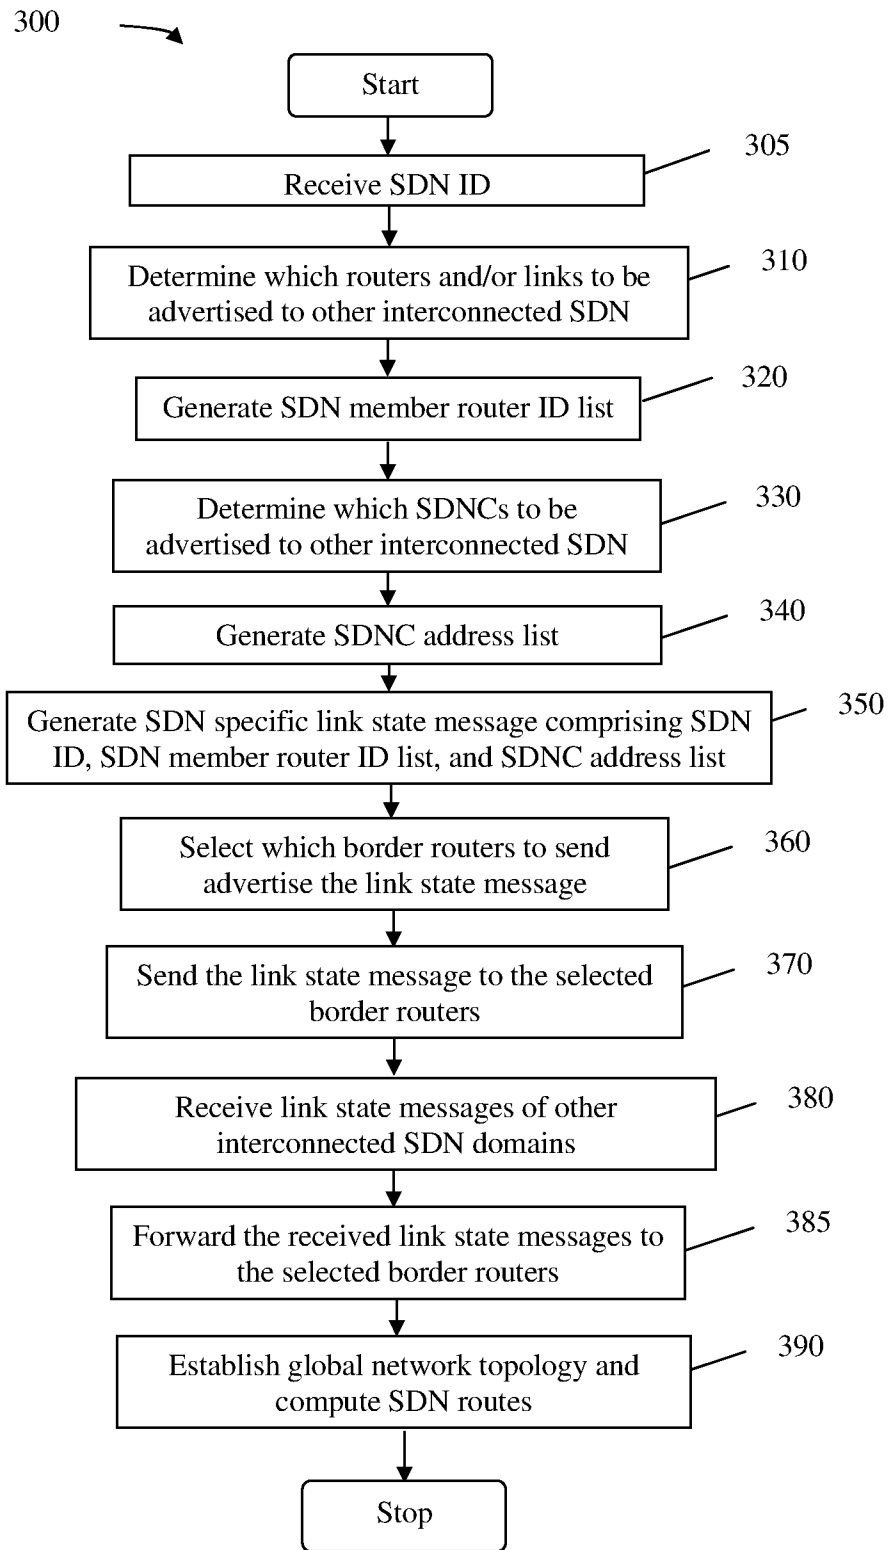 300
Start
305
Receive SDN ID
310
Determine which routers and/or links to be
advertised to other interconnected SDN
320
Generate SDN member router ID list
330
Determine which SDNCs to be
advertised to other interconnected SDN
340
Generate SDNC address list
350
Generate SDN specific link state message comprising SDN
ID, SDN member router ID list, and SDNC address list
360
Select which border routers to send
advertise the link state message
370
Send the link state message to the selected
border routers
380
Receive link state messages of other
interconnected SDN domains
385
Forward the received link state messages to
the selected border routers
390
Establish global network topology and
compute SDN routes
Stop